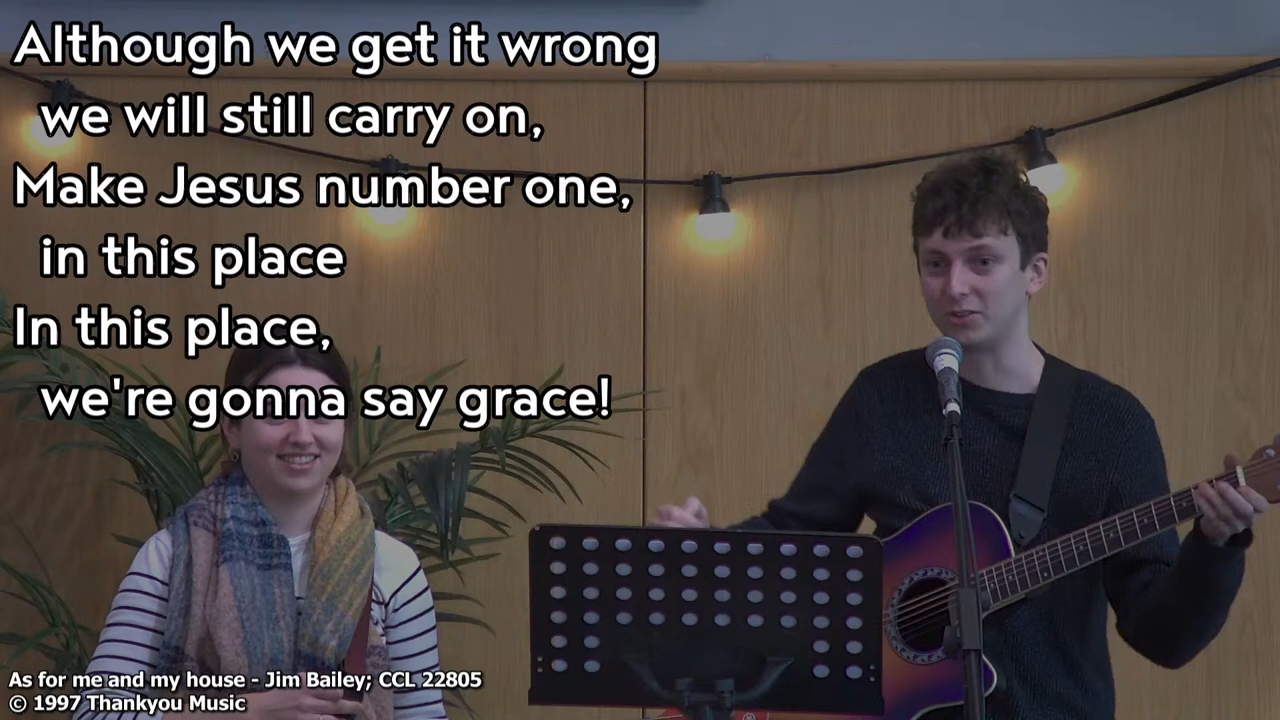 Although we get it wrong
we will still carry on,
Make Jesus number one,
in this place
In this place,
we're gonna say grace!
As for me and my house - Jim Bailey; CCL 22805
© 1997 Thankyou Music